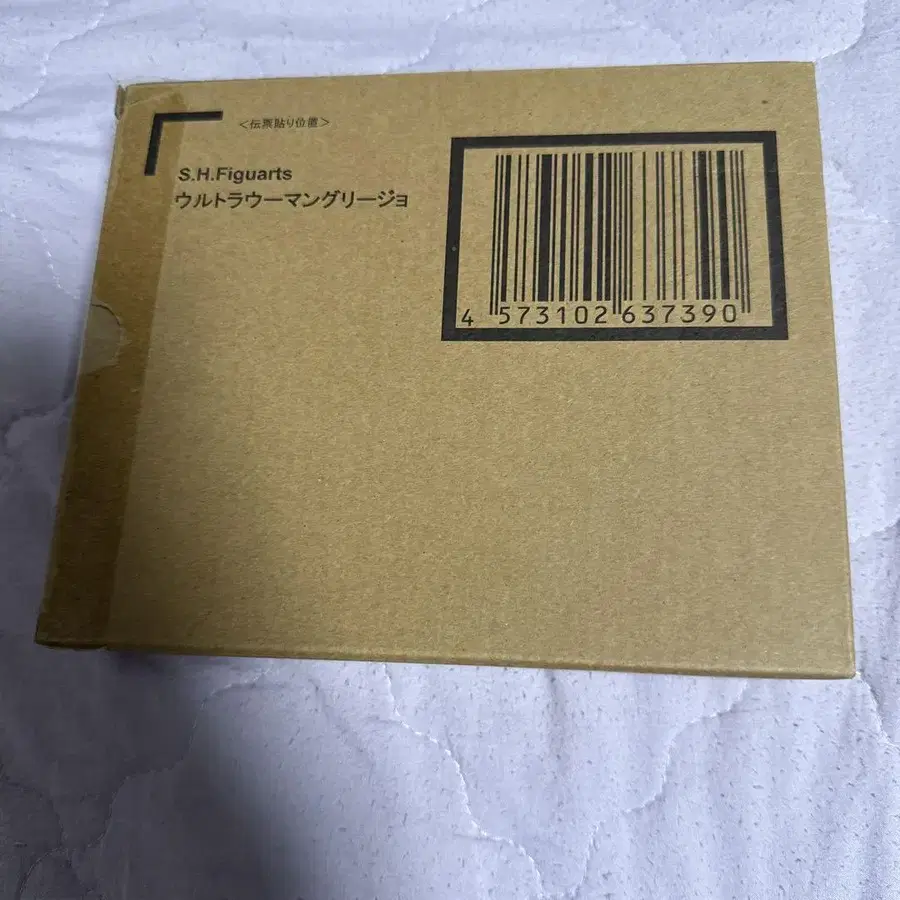 ＜伝票貼り位置＞
S.H.Figuarts
ウルトラウーマングリージョ
4 573102 637390